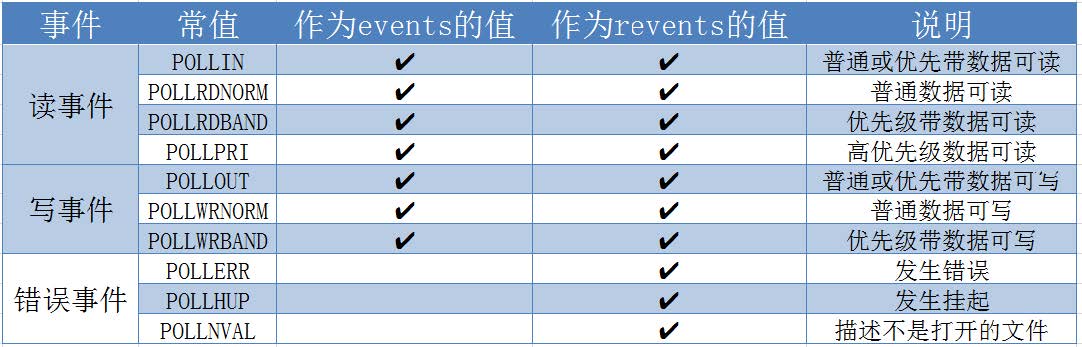 事件 常值 作为events的值 作为revents的值 说明
读事件
POLLIN ✔ ✔ 普通或优先带数据可读
POLLRDNORM ✔ ✔ 普通数据可读
POLLRDBAND ✔ ✔ 优先级带数据可读
POLLPRI ✔ ✔ 高优先级数据可读
写事件
POLLOUT ✔ ✔ 普通或优先带数据可写
POLLWRNORM ✔ ✔ 普通数据可写
POLLWRBAND ✔ ✔ 优先级带数据可写
错误事件
POLLERR ✔ 发生错误
POLLHUP ✔ 发生挂起
POLLNVAL ✔ 描述不是打开的文件